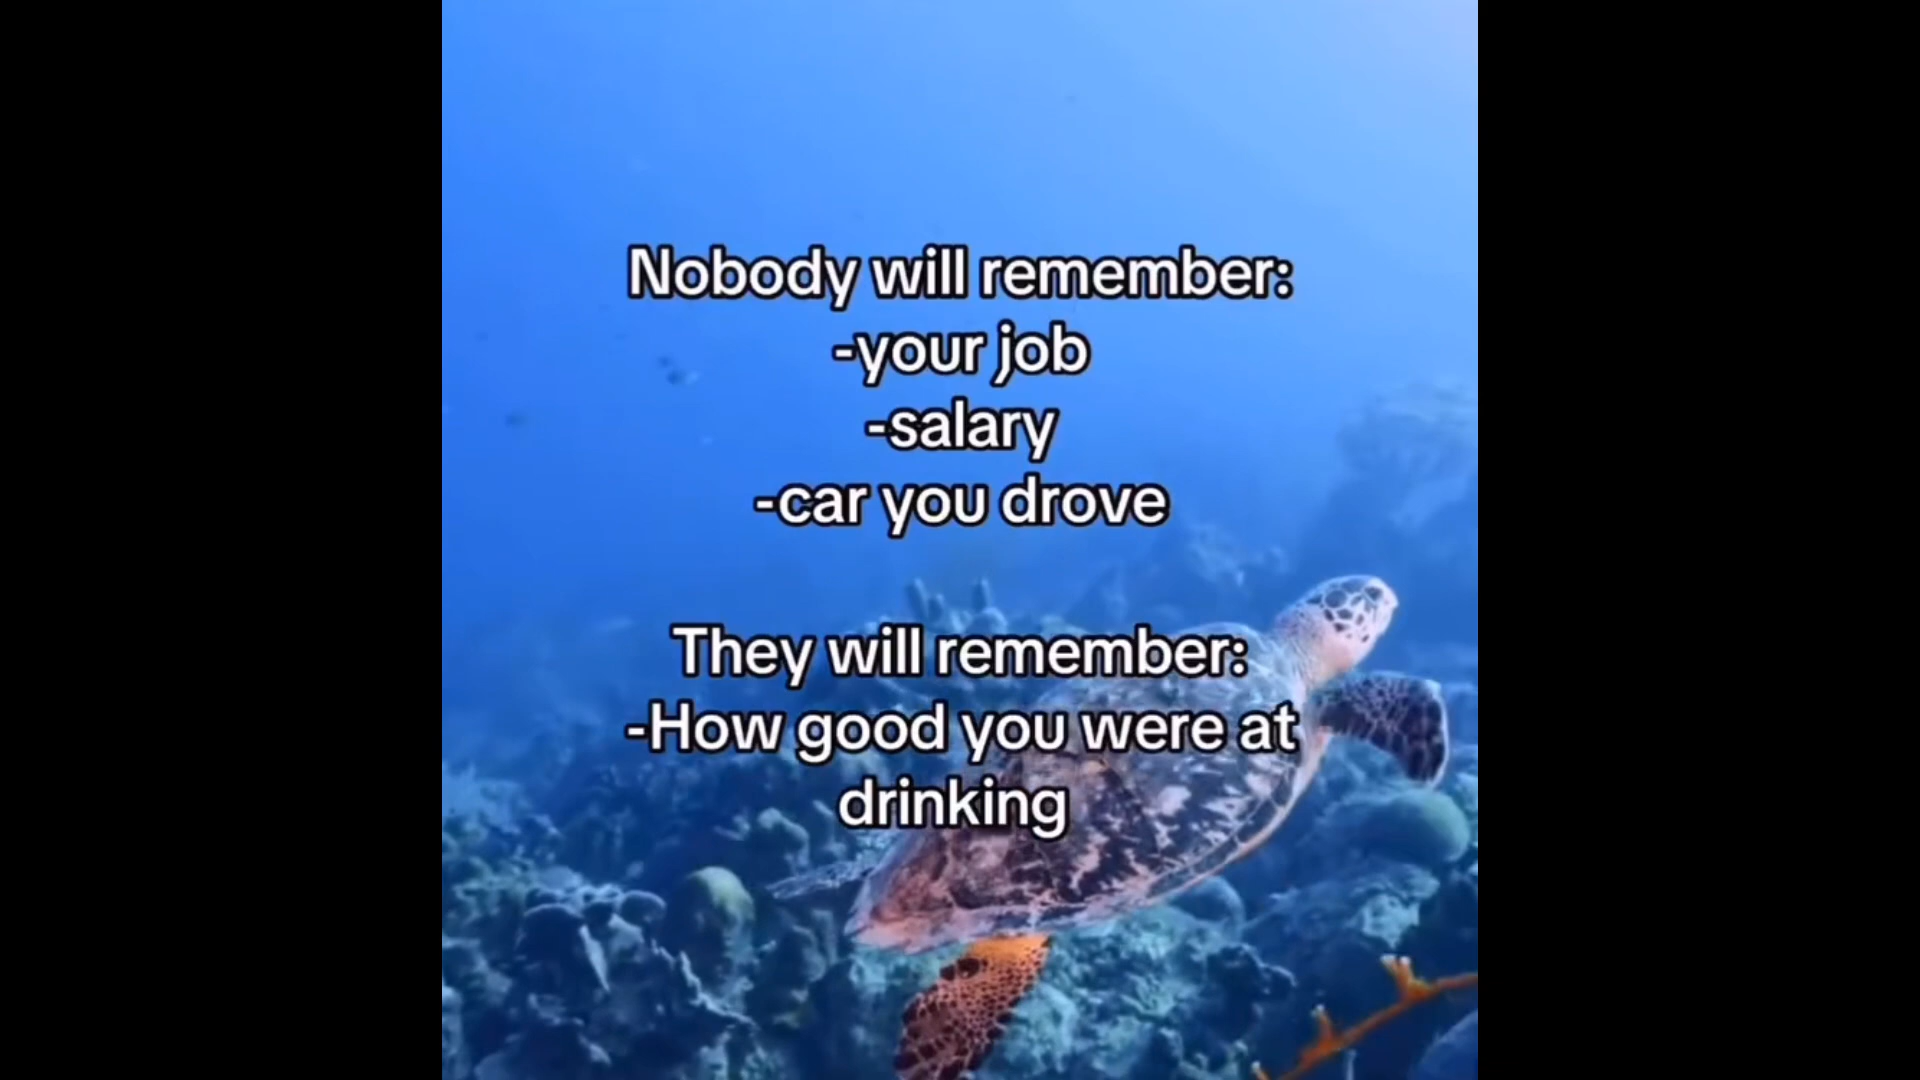 Nobody will remember:
-your job
-salary
-car you drove
They will remember:
-How good you were at
drinking